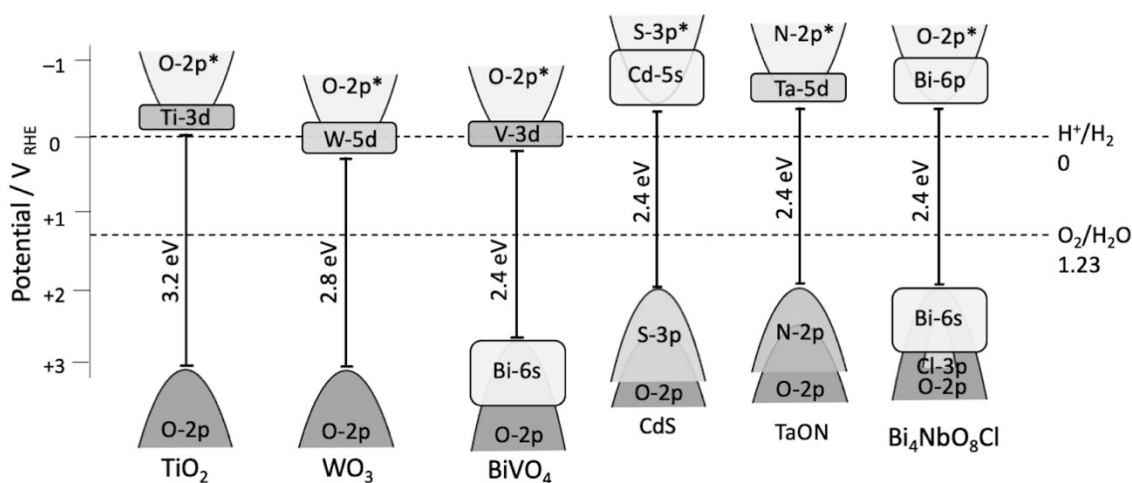 Potential / V RHE
–1
0
+1
+2
+3
O-2p*
Ti-3d
3.2 eV
O-2p
TiO₂
O-2p*
W-5d
2.8 eV
O-2p
WO₃
O-2p*
V-3d
2.4 eV
Bi-6s
O-2p
BiVO₄
S-3p*
Cd-5s
2.4 eV
S-3p
O-2p
CdS
N-2p*
Ta-5d
2.4 eV
N-2p
O-2p
TaON
O-2p*
Bi-6p
2.4 eV
Bi-6s
Cl-3p
O-2p
Bi₄NbO₈Cl
H⁺/H₂
0
O₂/H₂O
1.23